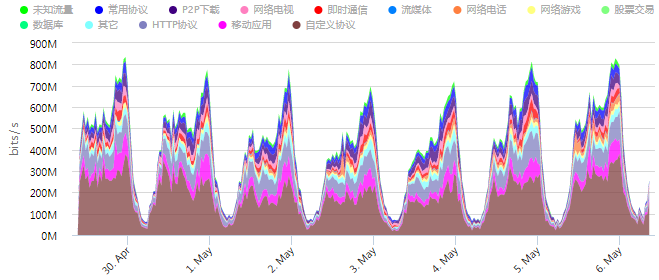 未知流量 常用协议 P2P下载 网络电视 即时通信 流媒体 网络电话 网络游戏 股票交易
数据库 其它 HTTP协议 移动应用 自定义协议
900M
800M
700M
600M
500M
400M
300M
200M
100M
0M
bits/s
30. Apr 1. May 2. May 3. May 4. May 5. May 6. May